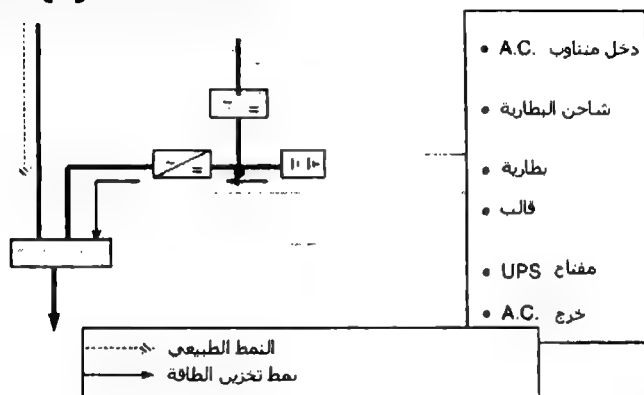 • A.C. دخل متناوب
• شاحن البطارية
• بطارية
• قالب
• UPS مفتاح
• A.C. خرج
النمط الطبيعي
نمط تخزين الطاقة